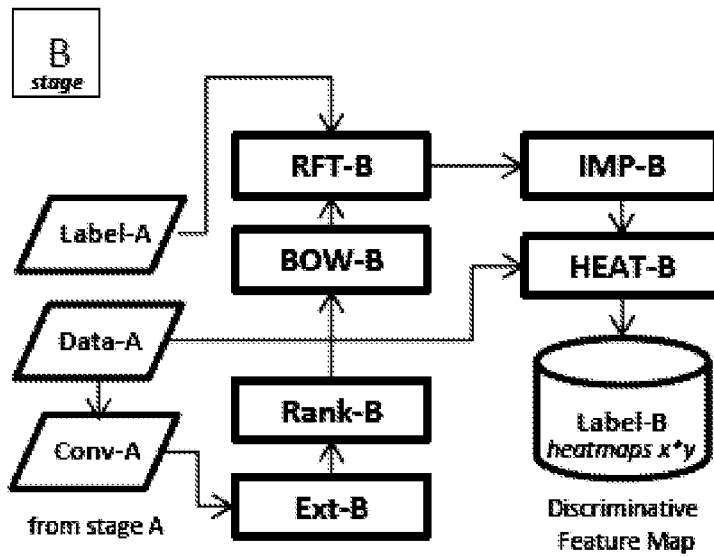 B
stage
RFT-B
IMP-B
Label-A
BOW-B
HEAT-B
Data-A
Rank-B
Label-B
heatmaps x*y
Conv-A
Ext-B
from stage A
Discriminative
Feature Map